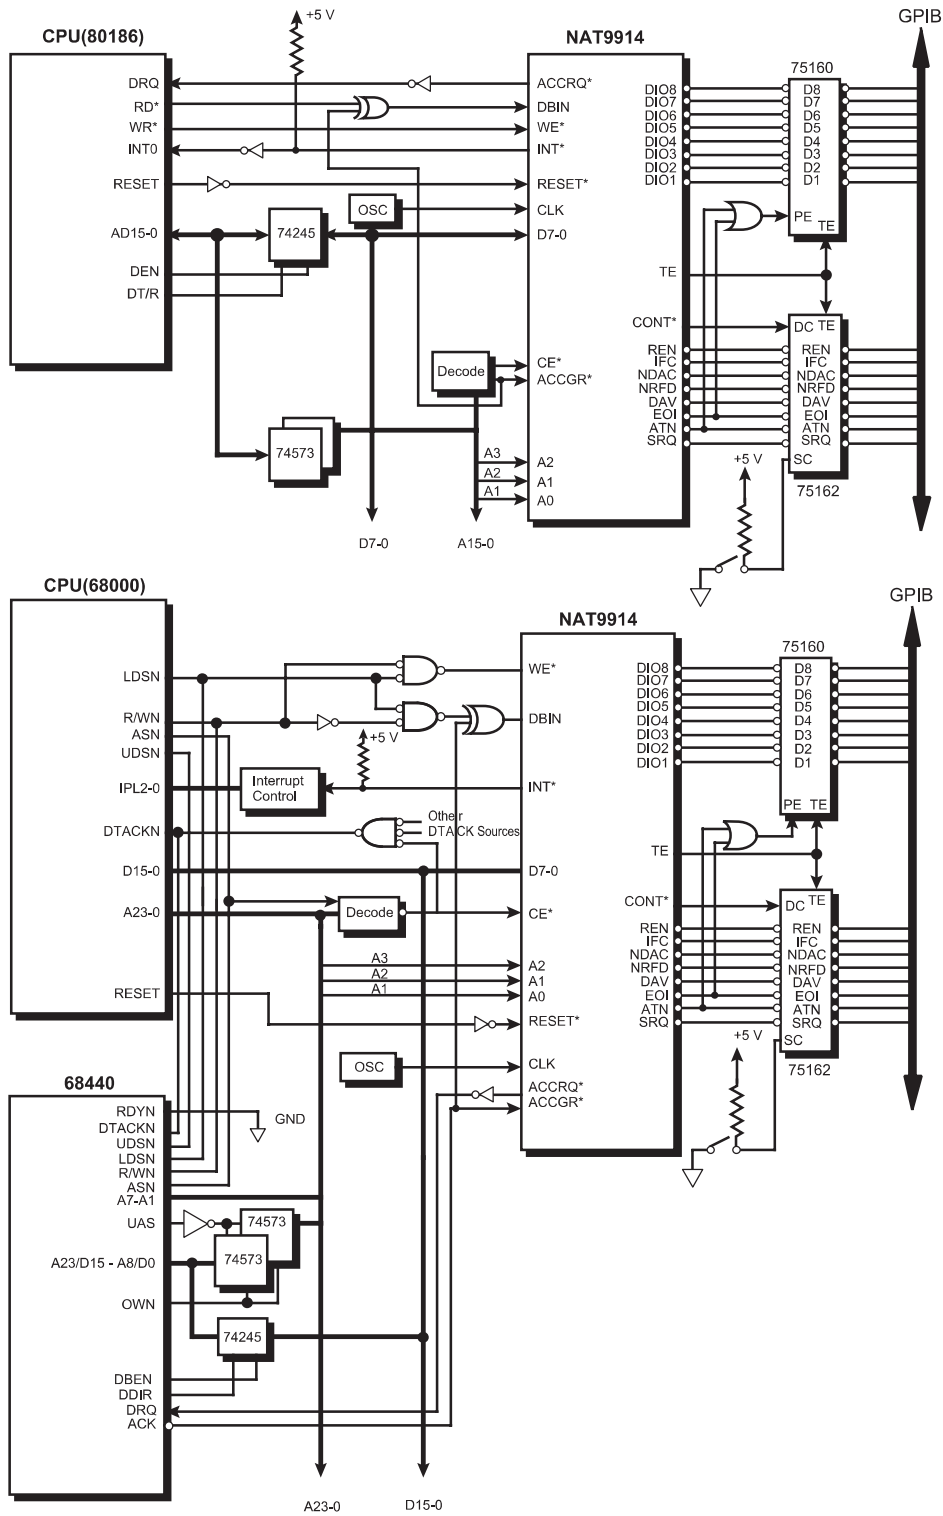 +5 V
GPIB
CPU(80186)
NAT9914
75160
DRQ
RD*
WR*
INT0
RESET
AD15-0
DEN
DT/R
OSC
74245
Decode
74573
D7-0
A15-0
A3
A2
A1
ACCRQ*
DBIN
WE*
INT*
RESET*
CLK
D7-0
CE*
ACCGR*
A2
A1
A0
DIO8
DIO7
DIO6
DIO5
DIO4
DIO3
DIO2
DIO1
TE
CONT*
REN
IFC
NDAC
NRFD
DAV
EOI
ATN
SRQ
D8
D7
D6
D5
D4
D3
D2
D1
PE
TE
DC TE
REN
IFC
NDAC
NRFD
DAV
EOI
ATN
SRQ
SC
75162
+5 V
CPU(68000)
NAT9914
GPIB
75160
LDSN
R/WN
ASN
UDSN
IPL2-0
DTACKN
D15-0
A23-0
RESET
+5 V
Interrupt
Control
Otheír
DTACK Sources
Decode
A3
A2
A1
OSC
WE*
DBIN
INT*
D7-0
CE*
A2
A1
A0
RESET*
CLK
ACCRQ*
ACCGR*
DIO8
DIO7
DIO6
DIO5
DIO4
DIO3
DIO2
DIO1
TE
CONT*
REN
IFC
NDAC
NRFD
DAV
EOI
ATN
SRQ
D8
D7
D6
D5
D4
D3
D2
D1
PE TE
DC TE
REN
IFC
NDAC
NRFD
DAV
EOI
ATN
SRQ
SC
75162
+5 V
68440
RDYN
DTACKN
UDSN
LDSN
R/WN
ASN
A7-A1
UAS
A23/D15 - A8/D0
OWN
DBEN
DDIR
DRQ
ACK
GND
74573
74573
74245
A23-0
D15-0